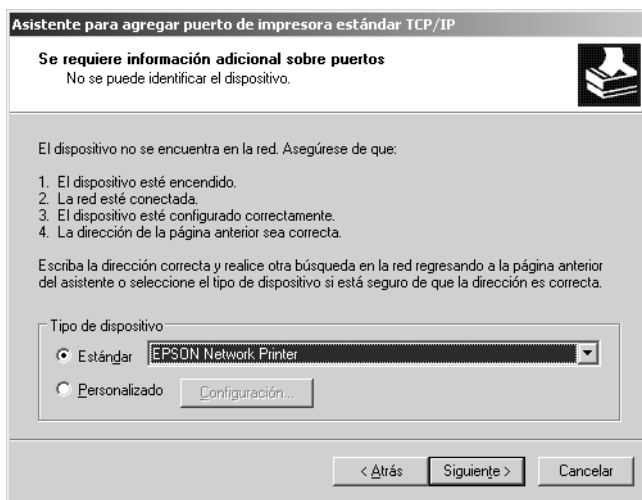 Asistente para agregar puerto de impresora estándar TCP/IP
Se requiere información adicional sobre puertos
No se puede identificar el dispositivo.
El dispositivo no se encuentra en la red. Asegúrese de que:
1. El dispositivo esté encendido.
2. La red esté conectada.
3. El dispositivo esté configurado correctamente.
4. La dirección de la página anterior sea correcta.
Escriba la dirección correcta y realice otra búsqueda en la red regresando a la página anterior
del asistente o seleccione el tipo de dispositivo si está seguro de que la dirección es correcta.
Tipo de dispositivo
Estándar EPSON Network Printer
Personalizado Configuración...
< Atrás Siguiente > Cancelar